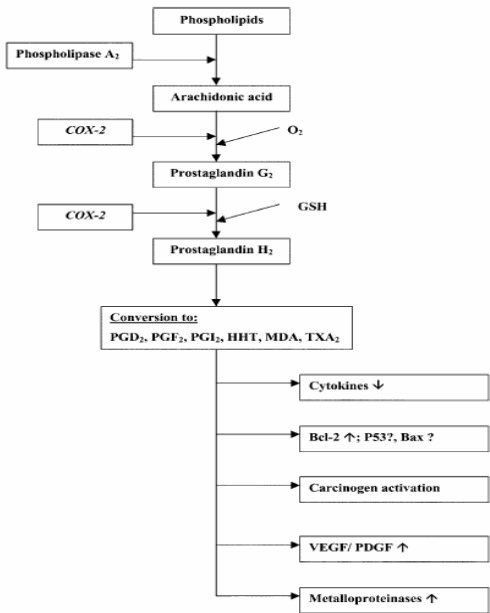 Phospholipids
Phospholipase A₂
Arachidonic acid
COX-2
O₂
Prostaglandin G₂
COX-2
GSH
Prostaglandin H₂
Conversion to:
PGD₂, PGF₂, PGI₂, HHT, MDA, TXA₂
Cytokines ↓
Bcl-2 ↑; P53?, Bax ?
Carcinogen activation
VEGF/ PDGF ↑
Metalloproteinases ↑